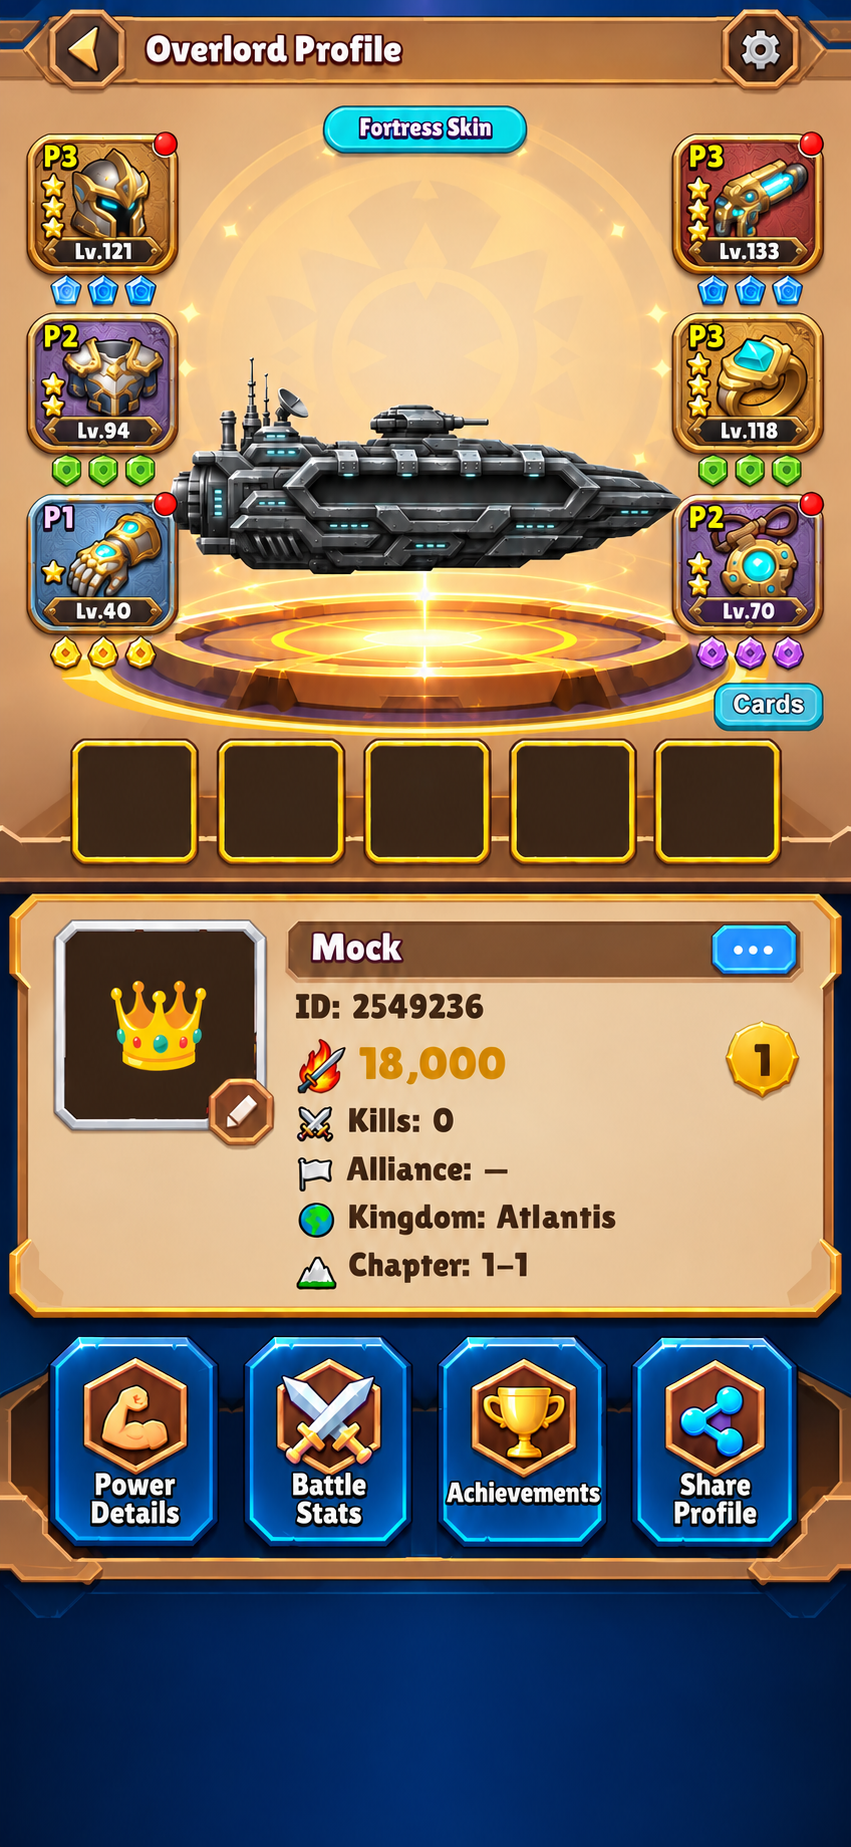 Overlord Profile
Fortress Skin
P3
Lv.121
P3
Lv.133
P2
Lv.94
P3
Lv.118
P1
Lv.40
P2
Lv.70
Cards
Mock
ID: 2549236
18,000
1
Kills: 0
Alliance: —
Kingdom: Atlantis
Chapter: 1–1
Power
Details
Battle
Stats
Achievements
Share
Profile